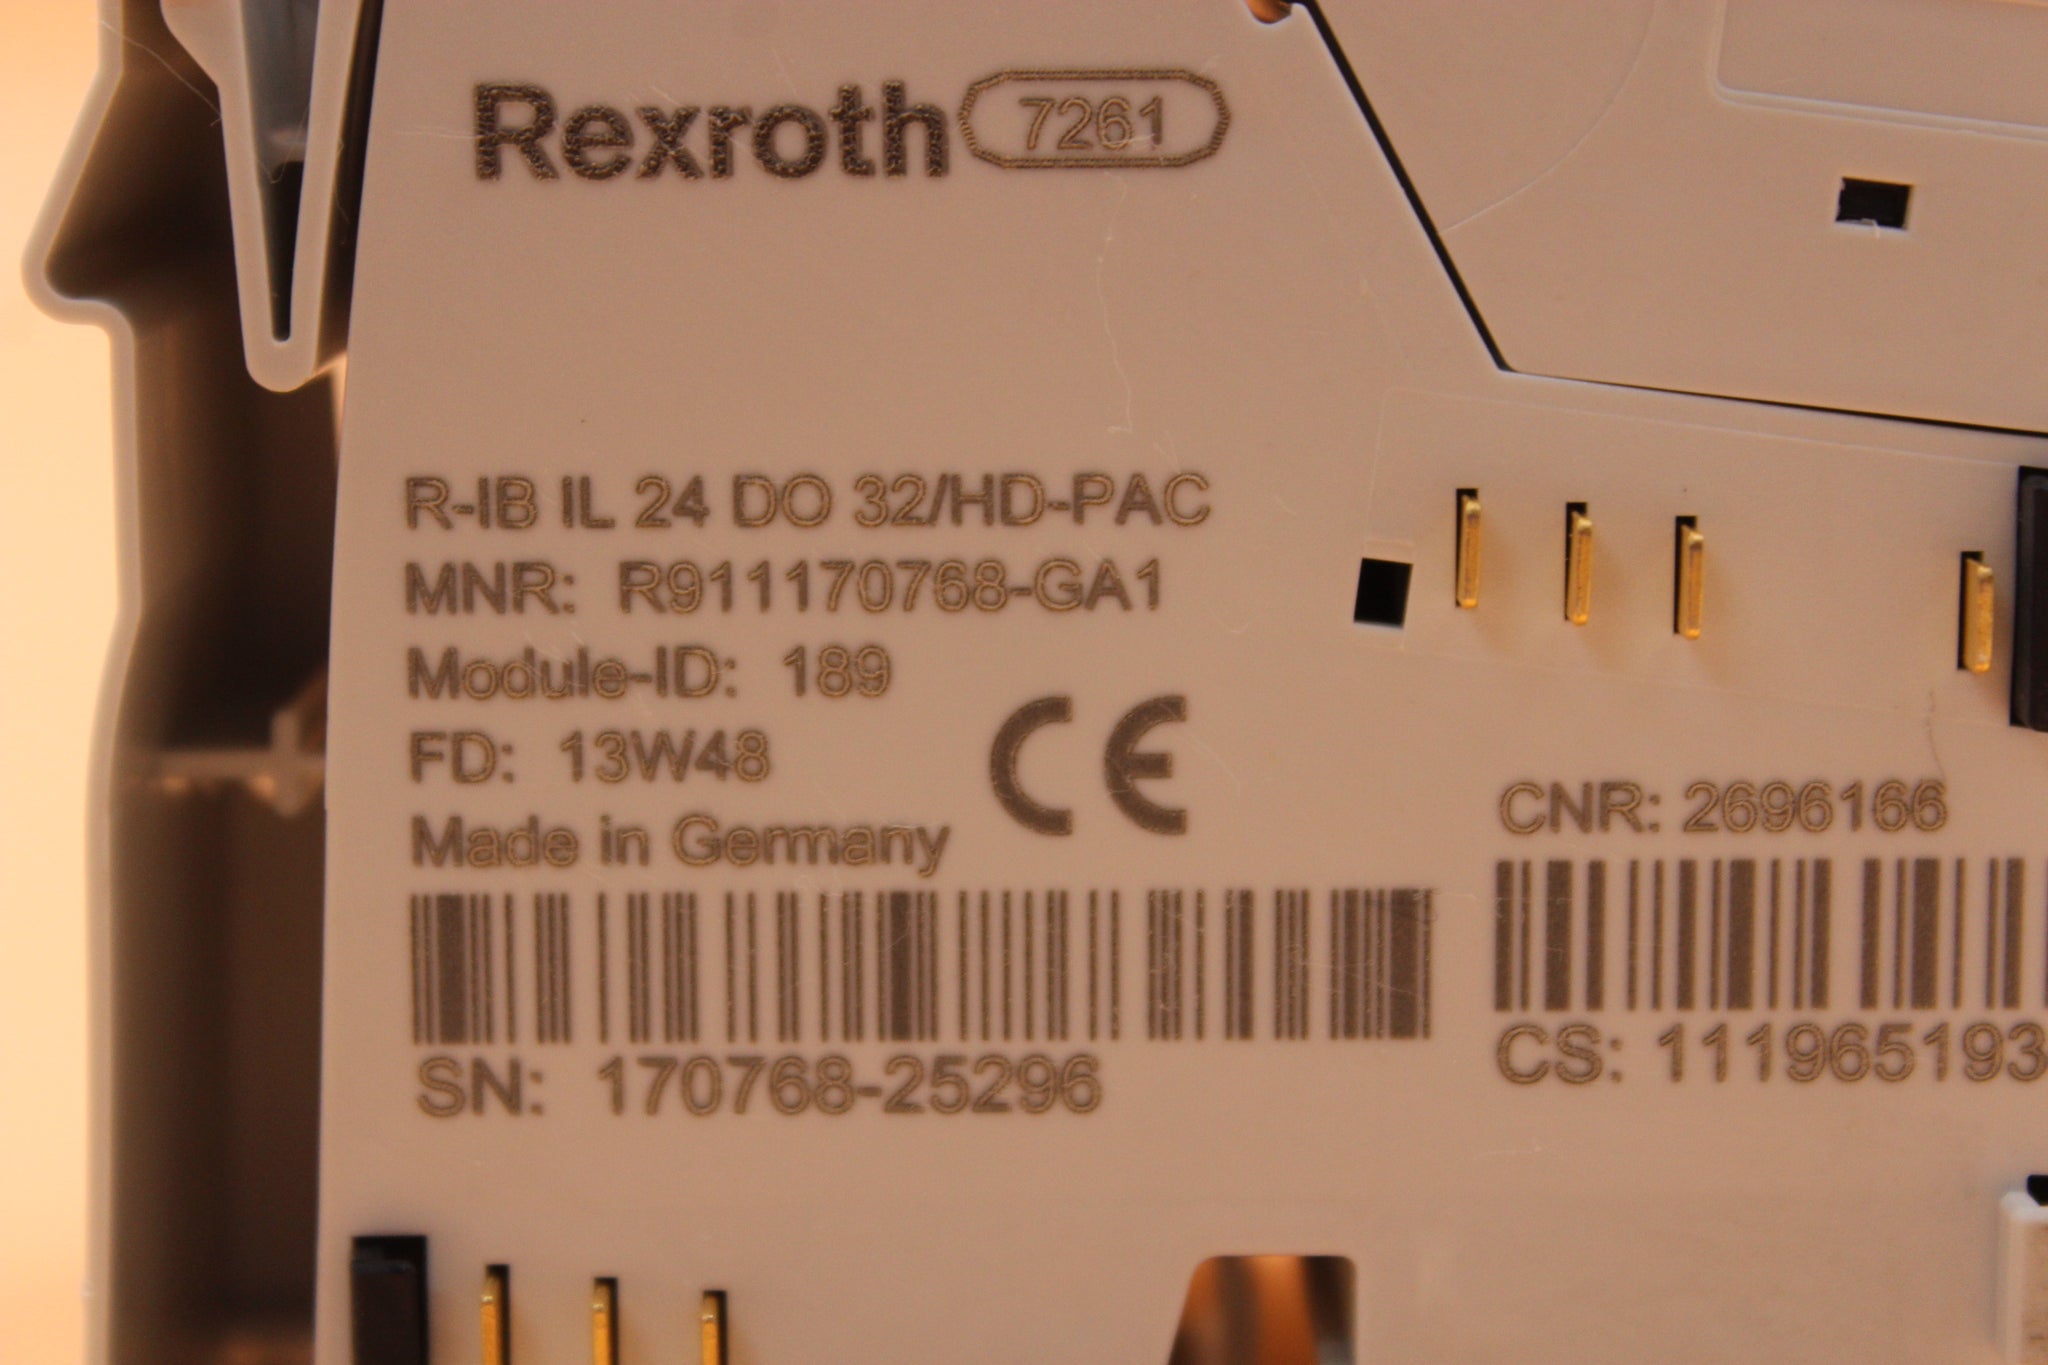 Rexroth 7261
R-IB IL 24 DO 32/HD-PAC
MNR: R911170768-GA1
Module-ID: 189
FD: 13W48
Made in Germany
CE
SN: 170768-25296
CNR: 2696166
CS: 111965193